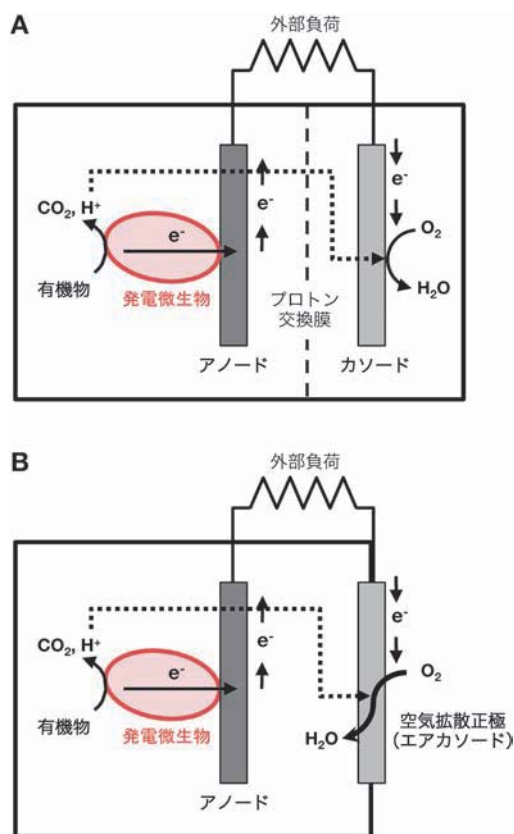 A
外部負荷
CO₂, H⁺
e⁻
e⁻
e⁻
O₂
H₂O
有機物
発電微生物
プロトン
交換膜
アノード
カソード
B
外部負荷
CO₂, H⁺
e⁻
e⁻
e⁻
O₂
有機物
発電微生物
H₂O
空気拡散正極
(エアカソード)
アノード